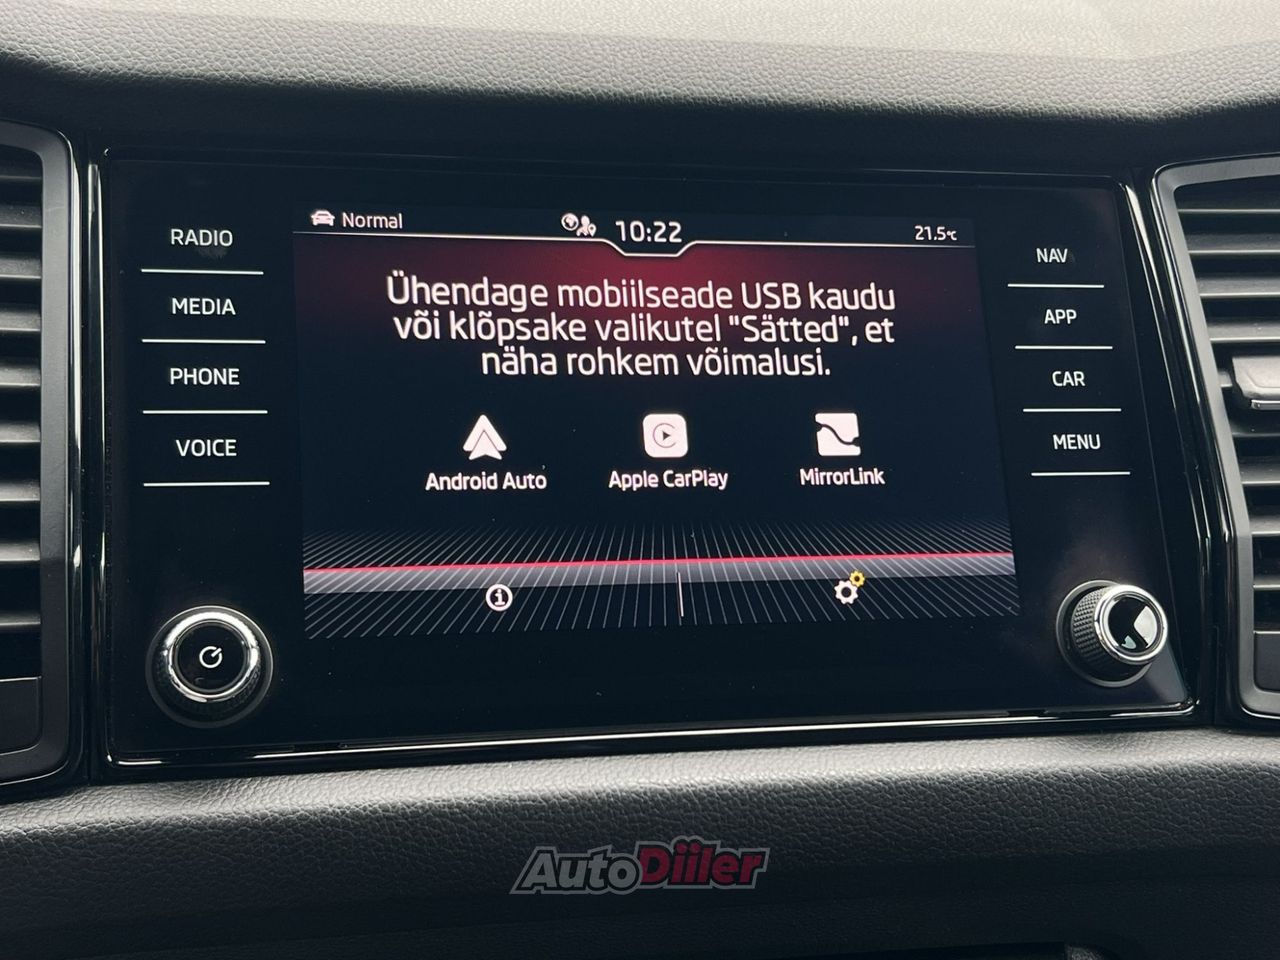 Normal
10:22
21.5°C
RADIO
MEDIA
PHONE
VOICE
Ühendage mobiilseade USB kaudu
või klõpsake valikutel "Sätted", et
näha rohkem võimalusi.
Android Auto
Apple CarPlay
MirrorLink
NAV
APP
CAR
MENU
AutoDiiler